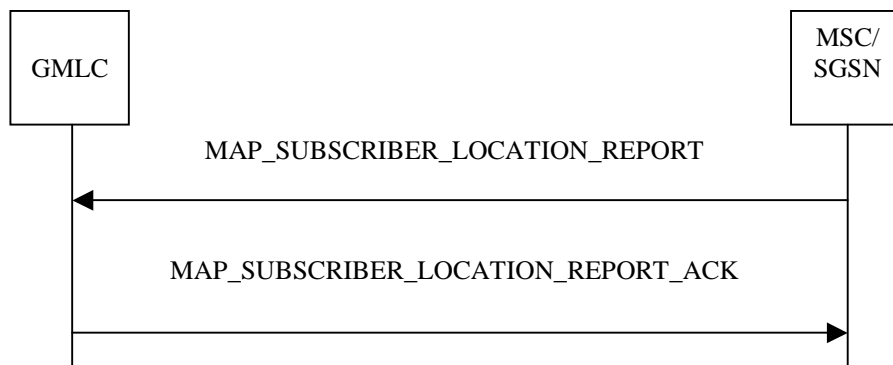 GMLC
MSC/
SGSN
MAP_SUBSCRIBER_LOCATION_REPORT
MAP_SUBSCRIBER_LOCATION_REPORT_ACK